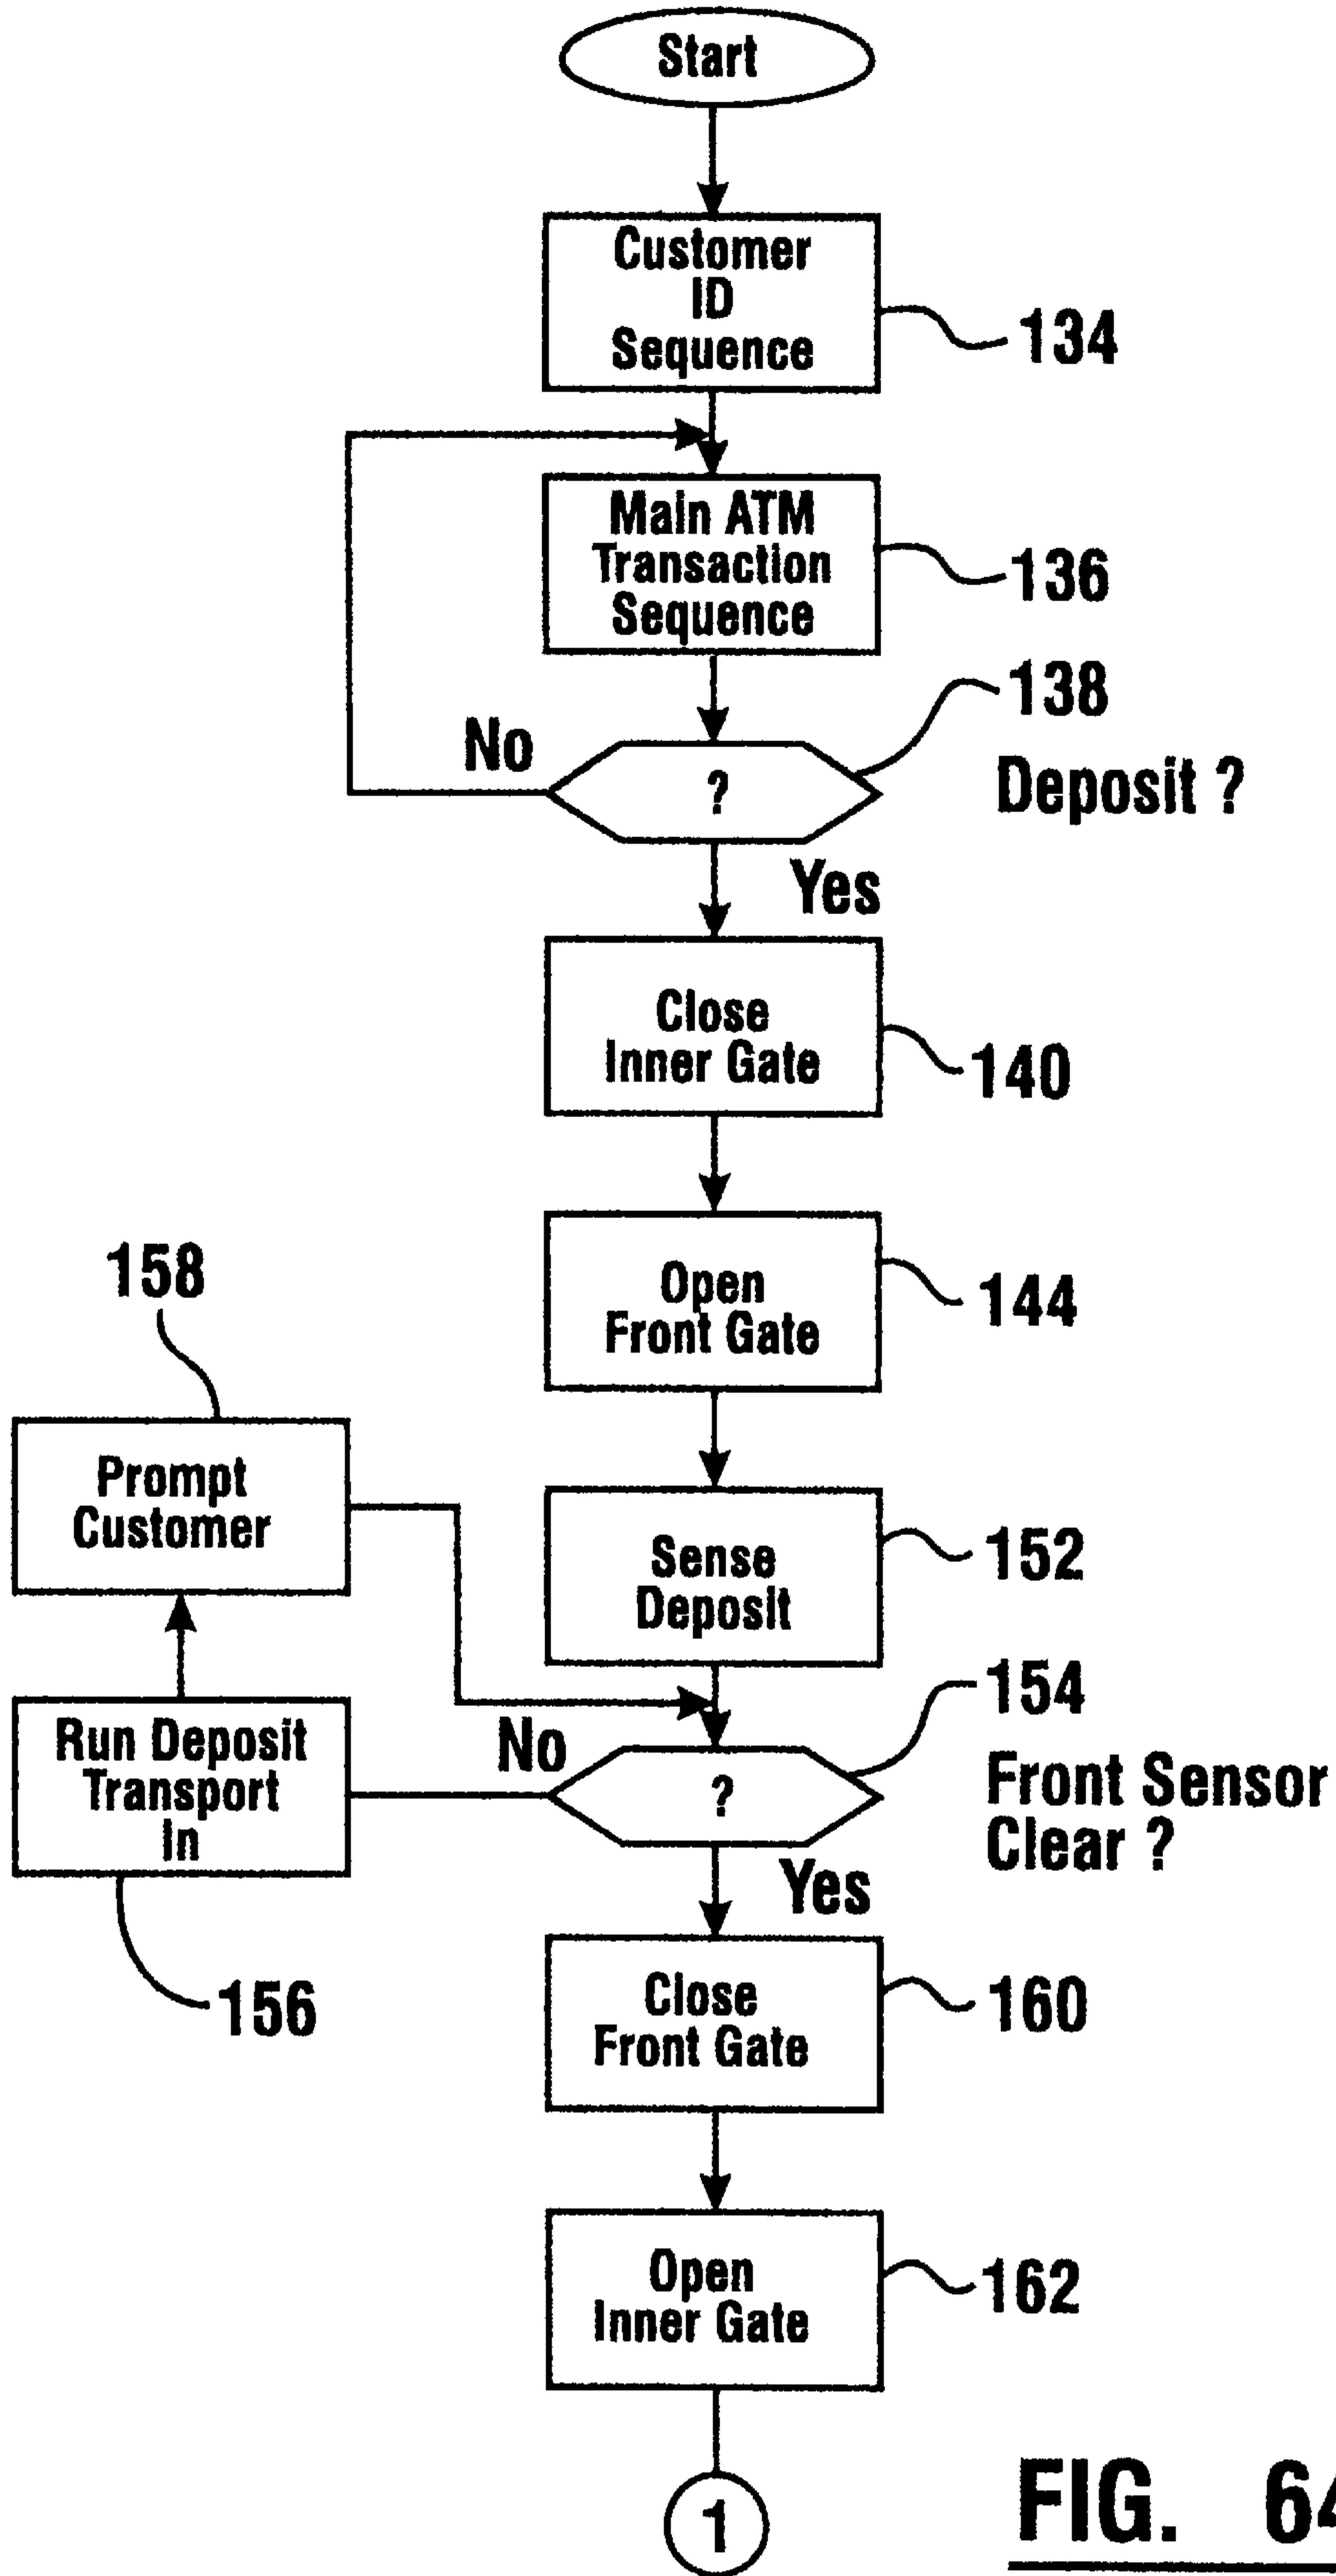 Start
Customer
ID
Sequence
134
Main ATM
Transaction
Sequence
136
138
No
?
Deposit ?
Yes
Close
Inner Gate
140
Open
Front Gate
144
158
Prompt
Customer
Sense
Deposit
152
154
Run Deposit
Transport
In
No
?
Front Sensor
Clear ?
Yes
156
Close
Front Gate
160
Open
Inner Gate
162
1
FIG. 64